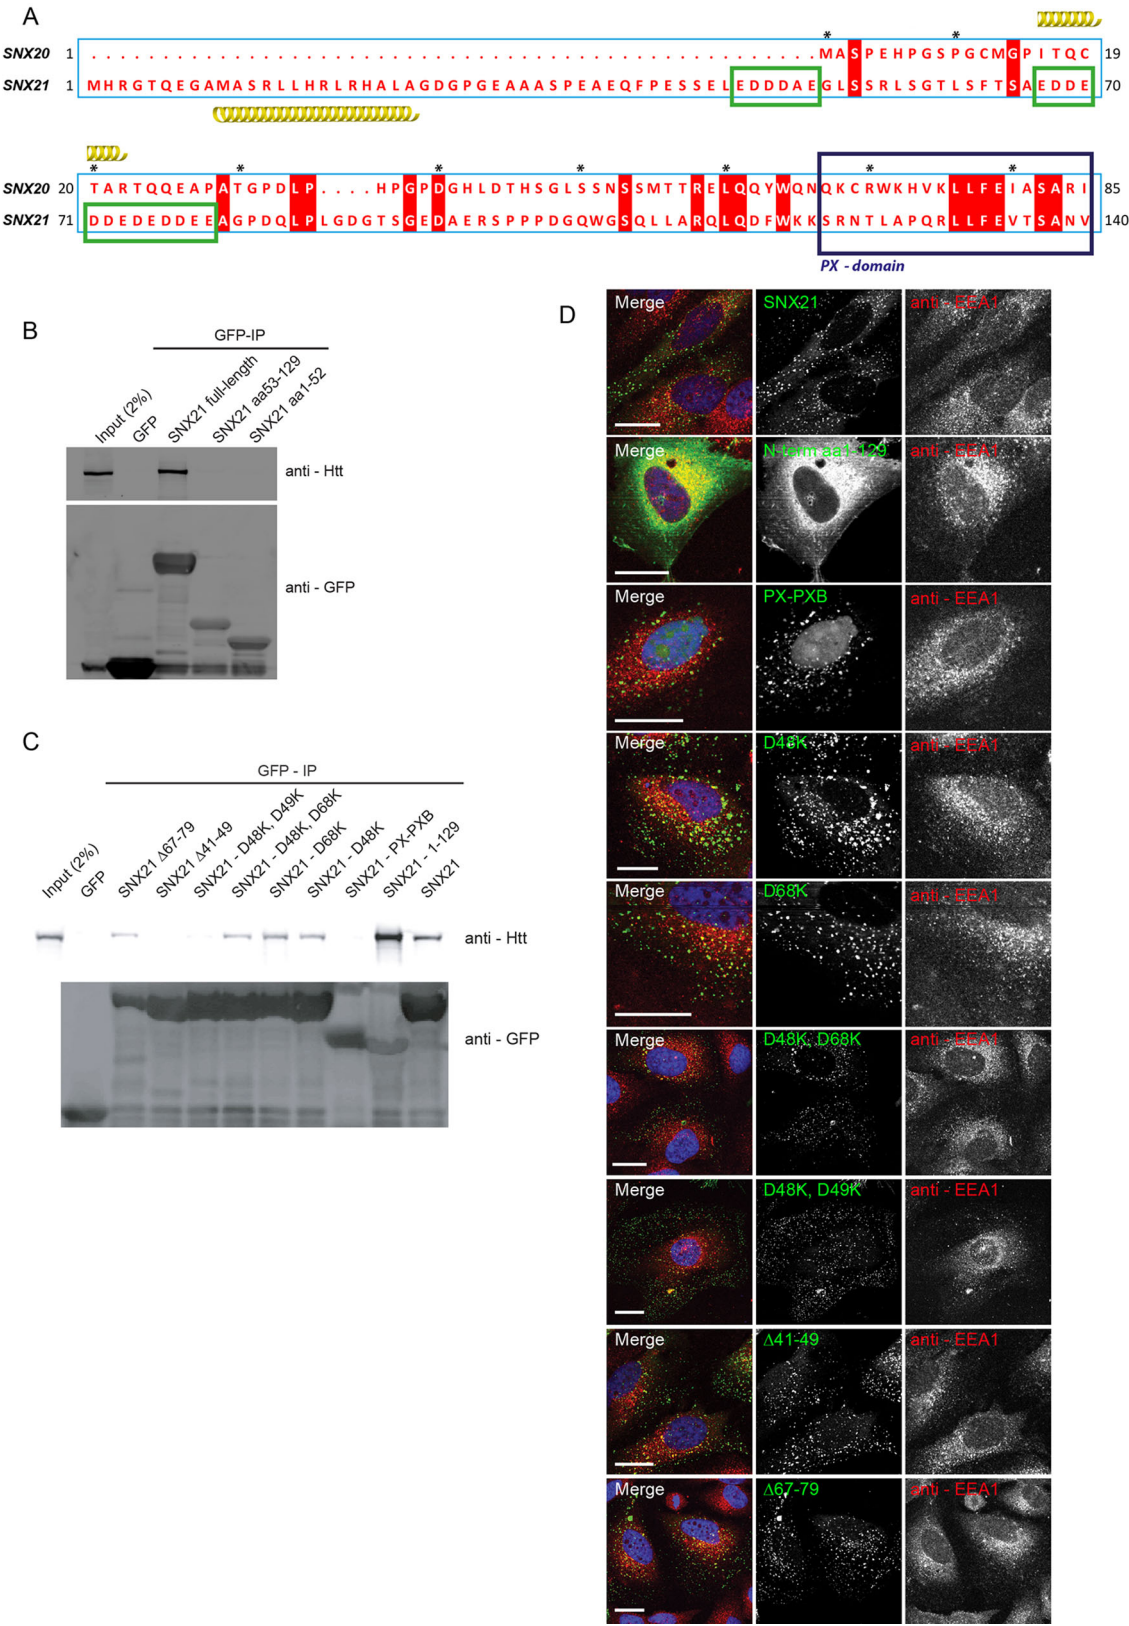 A
* *
SNX20 1 . . . . . . . . . . . . . . . . . . . . . . . . . . . . . . . . . . . . . . . . . . . . . . . . . . . M A S P E H P G S P G C M G P I T Q C 19
SNX21 1 M H R G T Q E G A M A S R L L H R L R H A L A G D G P G E A A A S P E A E Q F P E S S E L E D D D A E G L S S R L S G T L S F T S A E D D E 70
* * * * * * *
SNX20 20 T A R T Q Q E A P A T G P D L P . . . . H P G P D G H L D T H S G L S S N S S M T T R E L Q Q Y W Q N Q K C R W K H V K L L F E I A S A R I 85
SNX21 71 D D E D E D D E E A G P D Q L P L G D G T S G E D A E R S P P P D G Q W G S Q L L A R Q L Q D F W K K S R N T L A P Q R L L F E V T S A N V 140
PX - domain
B
GFP-IP
Input (2%)
GFP
SNX21 full-length
SNX21 aa53-129
SNX21 aa1-52
anti - Htt
anti - GFP
C
GFP - IP
Input (2%)
GFP
SNX21 Δ67-79
SNX21 Δ41-49
SNX21 - D48K, D49K
SNX21 - D48K, D68K
SNX21 - D68K
SNX21 - D48K
SNX21 - PX-PXB
SNX21 - 1-129
SNX21
anti - Htt
anti - GFP
D
Merge SNX21 anti - EEA1
Merge N-term aa1-129 anti - EEA1
Merge PX-PXB anti - EEA1
Merge D48K anti - EEA1
Merge D68K anti - EEA1
Merge D48K, D68K anti - EEA1
Merge D48K, D49K anti - EEA1
Merge Δ41-49 anti - EEA1
Merge Δ67-79 anti - EEA1